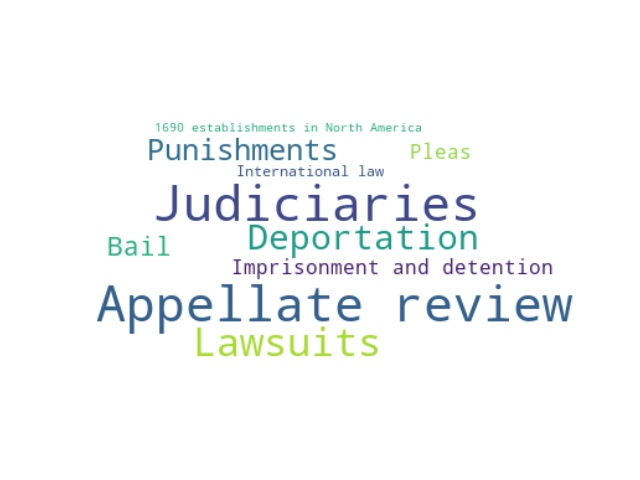 1690 establishments in North America
Punishments
Pleas
International law
Judiciaries
Deportation
Bail
Imprisonment and detention
Appellate review
Lawsuits